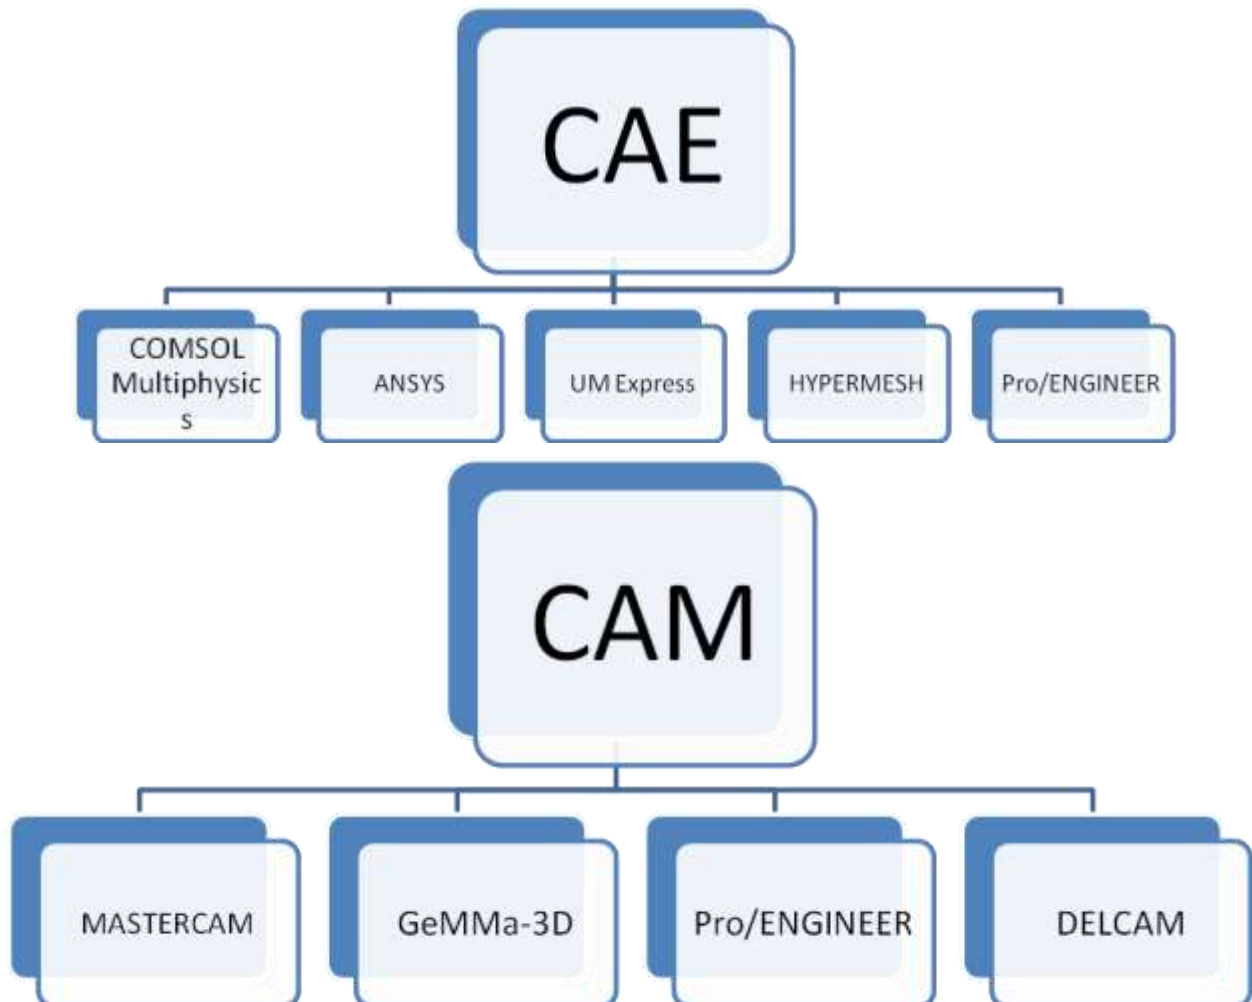 CAE
COMSOL
Multiphysic
s
ANSYS
UM Express
HYPERMESH
Pro/ENGINEER
CAM
MASTERCAM
GeMMa-3D
Pro/ENGINEER
DELCAM